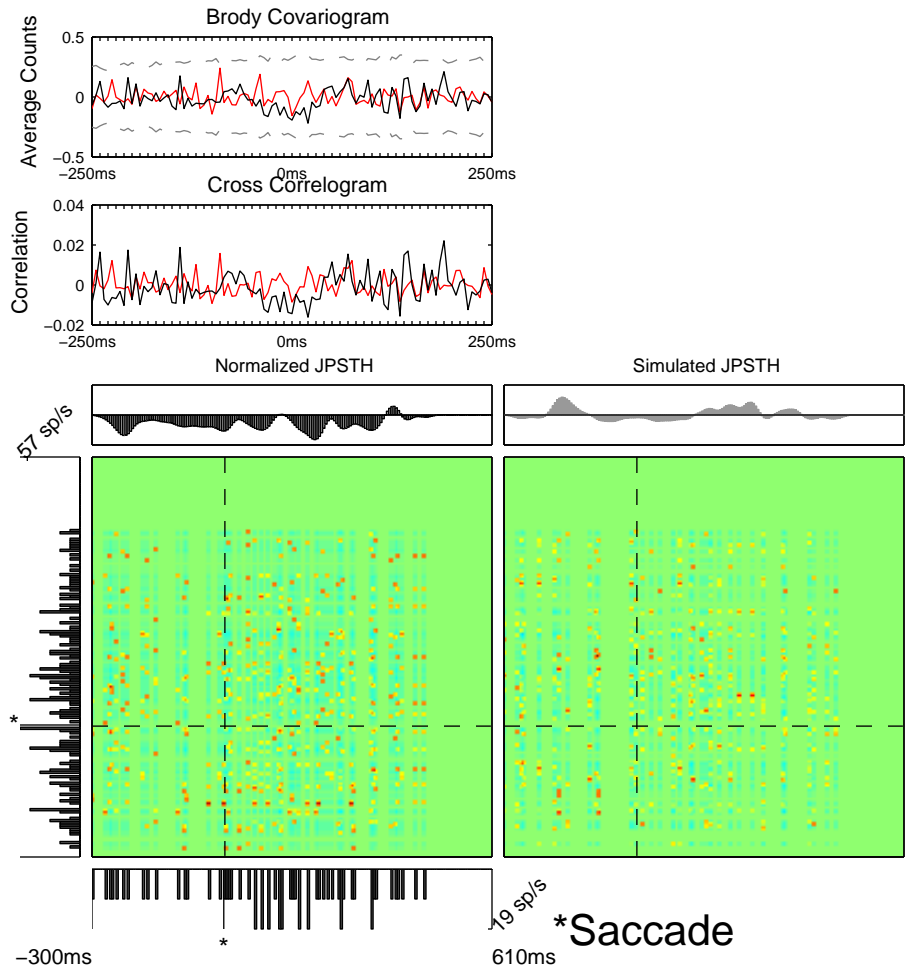 Brody Covariogram
Average Counts
0.5
0
−0.5
−250ms
0ms
250ms
Cross Correlogram
Correlation
0.04
0.02
0
−0.02
−250ms
0ms
250ms
Normalized JPSTH
Simulated JPSTH
57 sp/s
*
*
19 sp/s
*Saccade
−300ms
610ms